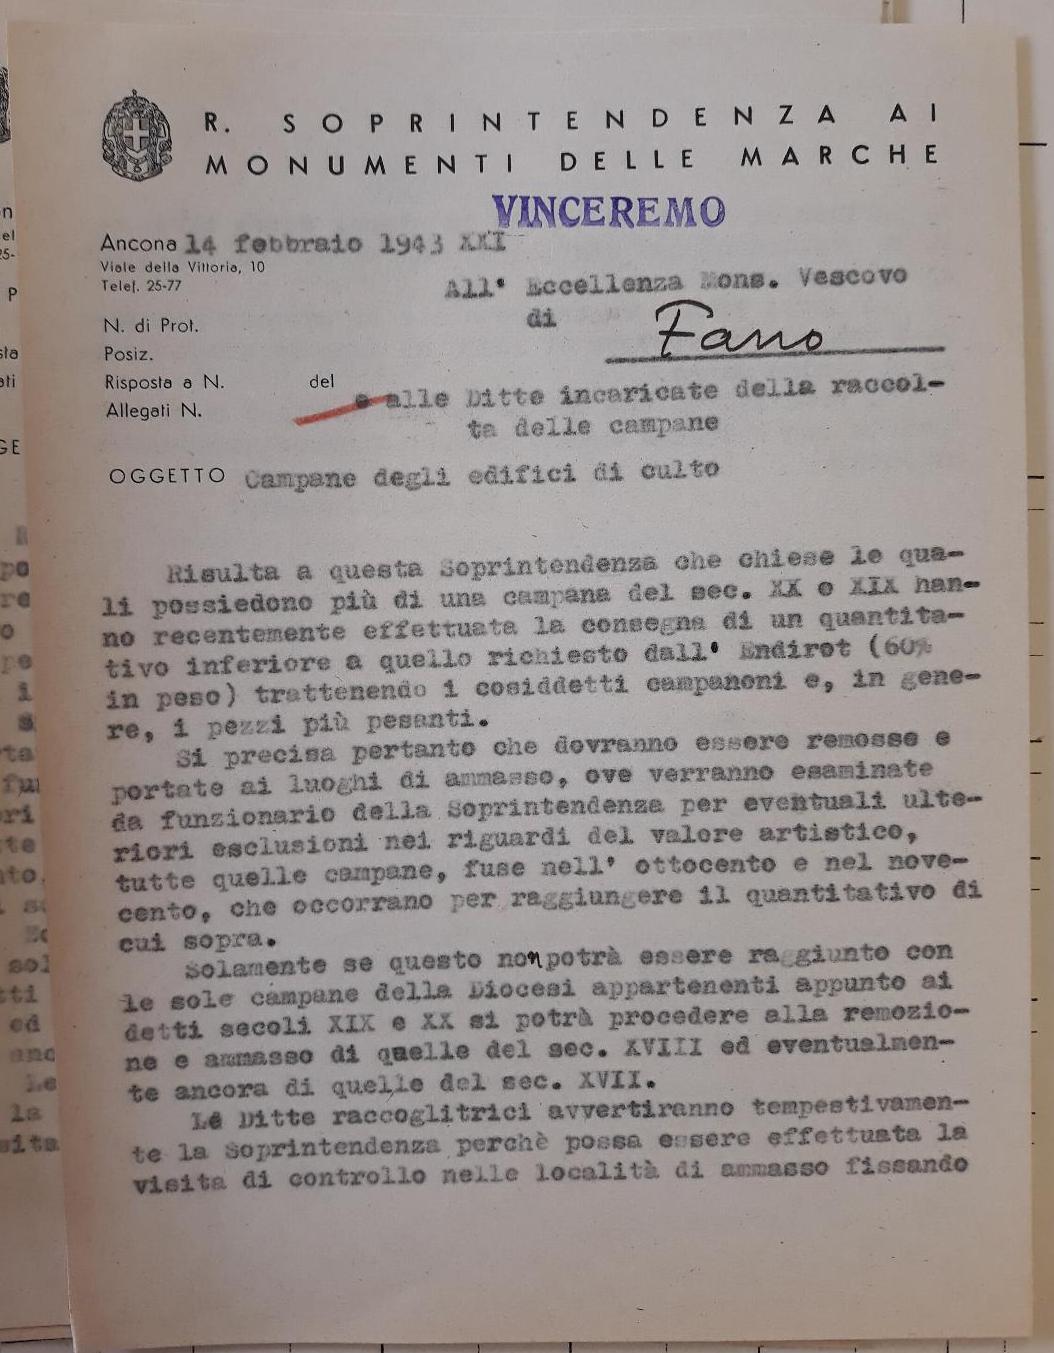 R. SOPRINTENDENZA AI
MONUMENTI DELLE MARCHE
VINCEREMO
Ancona 14 febbraio 1943 XXI
Viale della Vittoria, 10
Telef. 25-77
All' Eccellenza Mons. Vescovo
di Fano
N. di Prot.
Posiz.
Risposta a N. del
Allegati N.
e alle Ditte incaricate della raccol-
ta delle campane
OGGETTO Campane degli edifici di culto
Risulta a questa Soprintendenza che chiese le qua-
li possiedono più di una campana del sec. XX o XIX han-
no recentemente effettuata la consegna di un quantita-
tivo inferiore a quello richiesto dall' Endirot (60%
in peso) trattenendo i cosiddetti campanoni e, in gene-
re, i pezzi più pesanti.
Si precisa pertanto che dovranno essere remosse e
portate ai luoghi di ammasso, ove verranno esaminate
da funzionario della Soprintendenza per eventuali ulte-
riori esclusioni nei riguardi del valore artistico,
tutte quelle campane, fuse nell' ottocento e nel nove-
cento, che occorrano per raggiungere il quantitativo di
cui sopra.
Solamente se questo non potrà essere raggiunto con
le sole campane della Diocesi appartenenti appunto ai
detti secoli XIX e XX si potrà procedere alla remozio-
ne e ammasso di quelle del sec. XVIII ed eventualmen-
te ancora di quelle del sec. XVII.
Le Ditte raccoglitrici avvertiranno tempestivamen-
te la Soprintendenza perchè possa essere effettuata la
visita di controllo nelle località di ammasso fissando